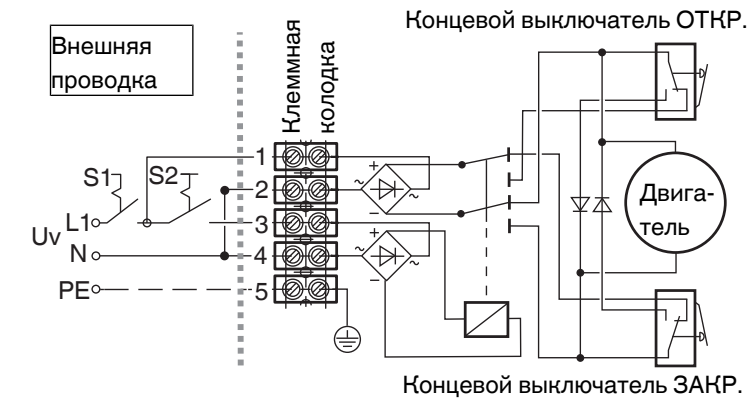 Концевой выключатель ОТКР.
Внешняя
проводка
Клеммная
колодка
S1
S2
1
2
3
4
5
L1
Uv
N
PE
+
~
~
−
+
~
~
−
Двига-
тель
Концевой выключатель ЗАКР.